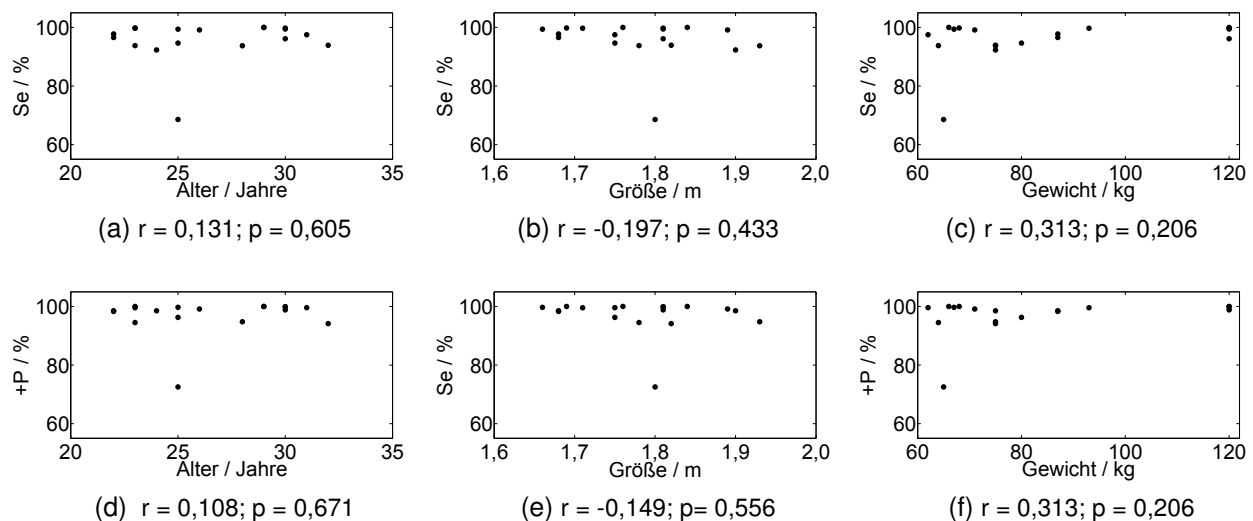 Se / %
100
80
60
20
25
30
35
Alter / Jahre
(a) r = 0,131; p = 0,605
Se / %
100
80
60
1,6
1,7
1,8
1,9
2,0
Größe / m
(b) r = -0,197; p = 0,433
Se / %
100
80
60
60
80
100
120
Gewicht / kg
(c) r = 0,313; p = 0,206
+P / %
100
80
60
20
25
30
35
Alter / Jahre
(d) r = 0,108; p = 0,671
Se / %
100
80
60
1,6
1,7
1,8
1,9
2,0
Größe / m
(e) r = -0,149; p= 0,556
+P / %
100
80
60
60
80
100
120
Gewicht / kg
(f) r = 0,313; p = 0,206